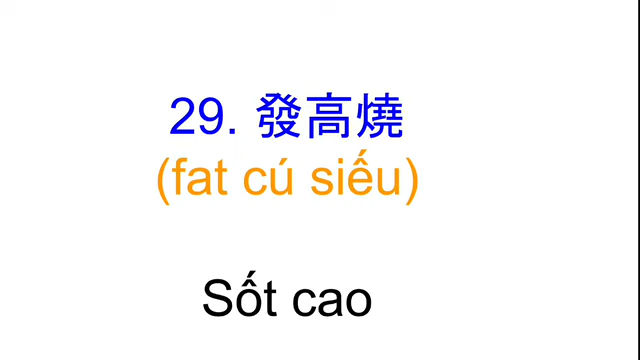 29. 發高燒
(fat cú siếu)
Sốt cao